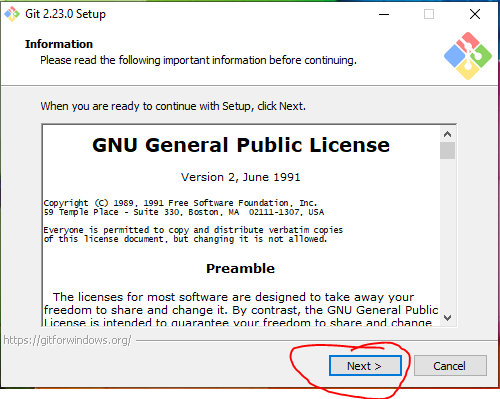 Git 2.23.0 Setup
Information
Please read the following important information before continuing.
When you are ready to continue with Setup, click Next.
GNU General Public License
Version 2, June 1991
Copyright (C) 1989, 1991 Free Software Foundation, Inc.
59 Temple Place - Suite 330, Boston, MA  02111-1307, USA
Everyone is permitted to copy and distribute verbatim copies
of this license document, but changing it is not allowed.
Preamble
The licenses for most software are designed to take away your
freedom to share and change it. By contrast, the GNU General Public
License is intended to guarantee your freedom to share and change
https://gitforwindows.org/
Next >
Cancel